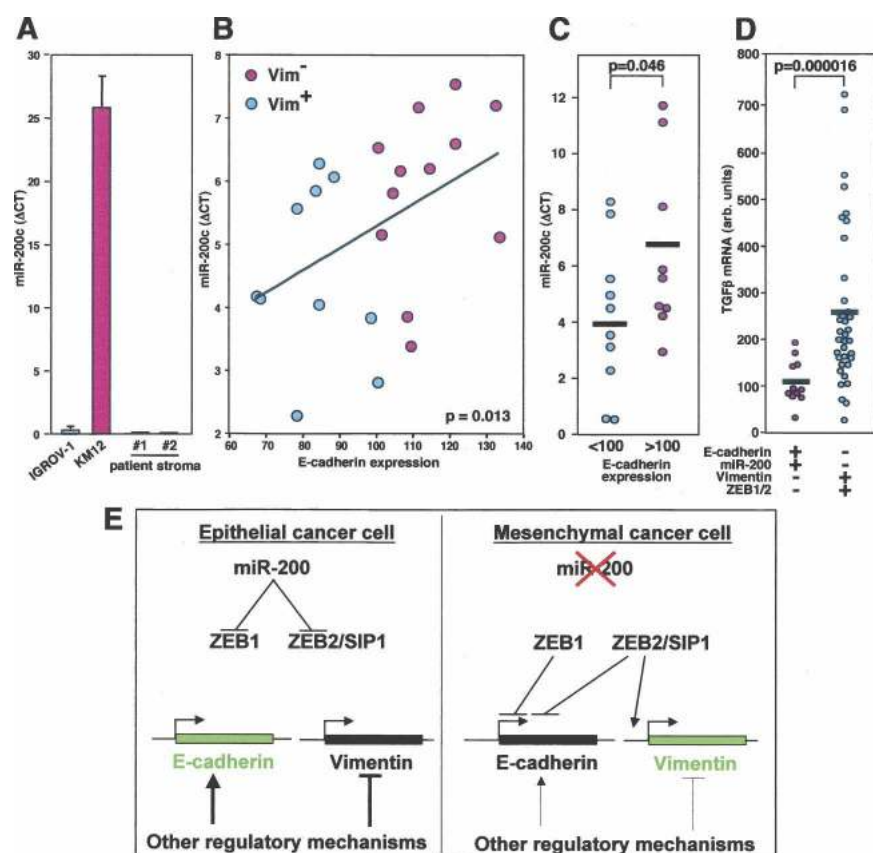 A
miR-200c (ΔCT)
30
25
20
15
10
5
0
IGROV-1
KM12
#1 #2
patient stroma
B
Vim-
Vim+
miR-200c (ΔCT)
8
7
6
5
4
3
2
60 70 80 90 100 110 120 130 140
E-cadherin expression
p = 0.013
C
p=0.046
miR-200c (ΔCT)
12
10
8
6
4
2
0
<100 >100
E-cadherin
expression
D
p=0.000016
TGFβ mRNA (arb. units)
800
700
600
500
400
300
200
100
0
E-cadherin + -
miR-200 + -
Vimentin - +
ZEB1/2 - +
E
Epithelial cancer cell
miR-200
ZEB1 ZEB2/SIP1
E-cadherin Vimentin
Other regulatory mechanisms
Mesenchymal cancer cell
miR-200
ZEB1 ZEB2/SIP1
E-cadherin Vimentin
Other regulatory mechanisms